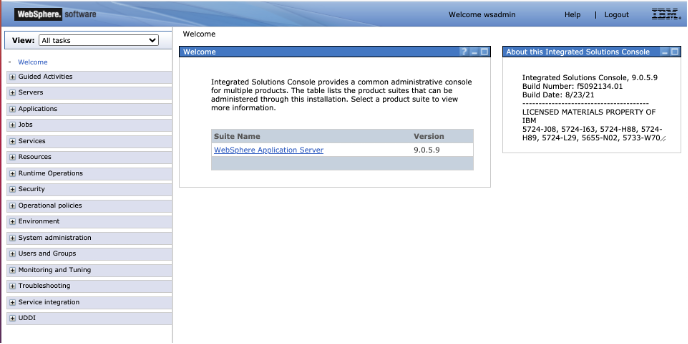 WebSphere. software
Welcome wsadmin
Help | Logout
IBM.
View: All tasks
Welcome
Guided Activities
Servers
Applications
Jobs
Services
Resources
Runtime Operations
Security
Operational policies
Environment
System administration
Users and Groups
Monitoring and Tuning
Troubleshooting
Service integration
UDDI
Welcome
Welcome
Integrated Solutions Console provides a common administrative console
for multiple products. The table lists the product suites that can be
administered through this installation. Select a product suite to view
more information.
Suite Name Version
WebSphere Application Server 9.0.5.9
About this Integrated Solutions Console
Integrated Solutions Console, 9.0.5.9
Build Number: f5092134.01
Build Date: 8/23/21
----------------------------------------
LICENSED MATERIALS PROPERTY OF
IBM
5724-J08, 5724-I63, 5724-H88, 5724-
H89, 5724-L29, 5655-N02, 5733-W70